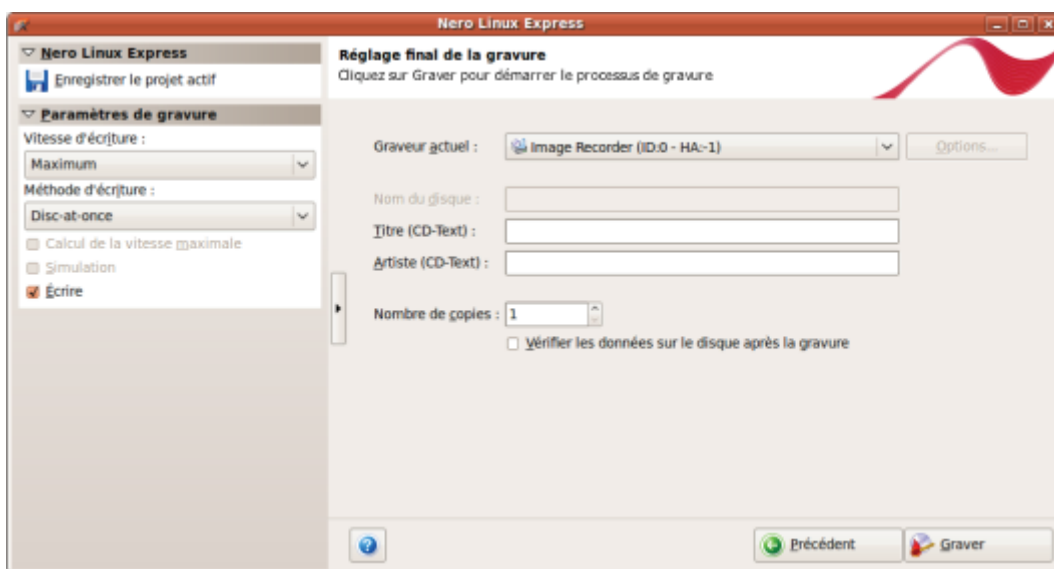 Nero Linux Express
Nero Linux Express
Enregistrer le projet actif
Paramètres de gravure
Vitesse d'écriture :
Maximum
Méthode d'écriture :
Disc-at-once
Calcul de la vitesse maximale
Simulation
Écrire
Réglage final de la gravure
Cliquez sur Graver pour démarrer le processus de gravure
Graveur actuel : Image Recorder (ID:0 - HA:-1) Options...
Nom du disque :
Titre (CD-Text) :
Artiste (CD-Text) :
Nombre de copies : 1
Vérifier les données sur le disque après la gravure
Précédent Graver